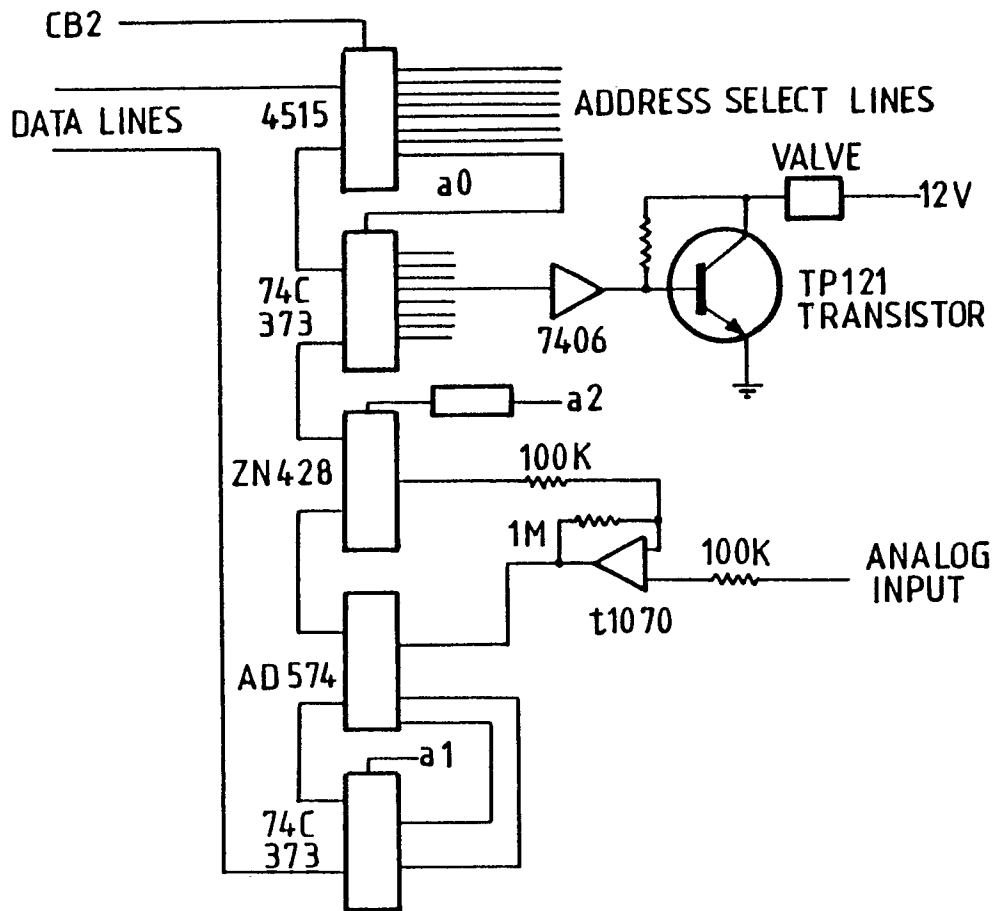 CB2
DATA LINES
4515
ADDRESS SELECT LINES
a0
VALVE
12V
74C
373
7406
TP121
TRANSISTOR
a2
ZN428
100K
1M
100K
ANALOG
INPUT
t1070
AD574
a1
74C
373